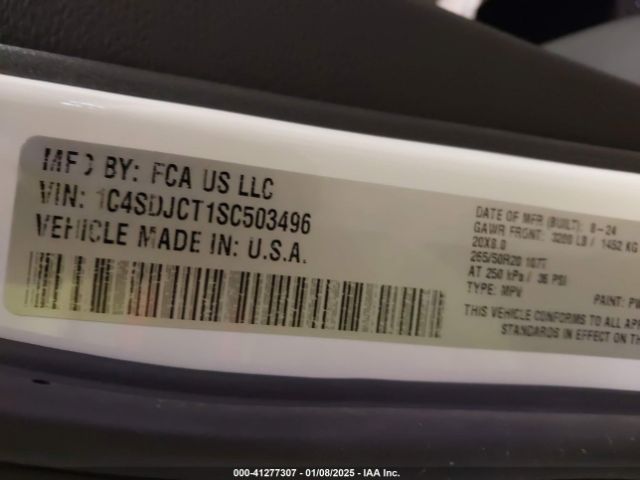 MFD BY: FCA US LLC
VIN: 1C4SDJCT1SC503496
VEHICLE MADE IN: U.S.A.
DATE OF MFR (BUILT): 8-24
GAWR FRONT: 3200 LB / 1452 KG
20X8.0
265/50R20 107T
AT 250 kPa / 36 PSI
TYPE: MPV
PAINT: PW
THIS VEHICLE CONFORMS TO ALL AP
STANDARDS IN EFFECT ON TH
000-41277307 | 01/08/2025 - IAA Inc.